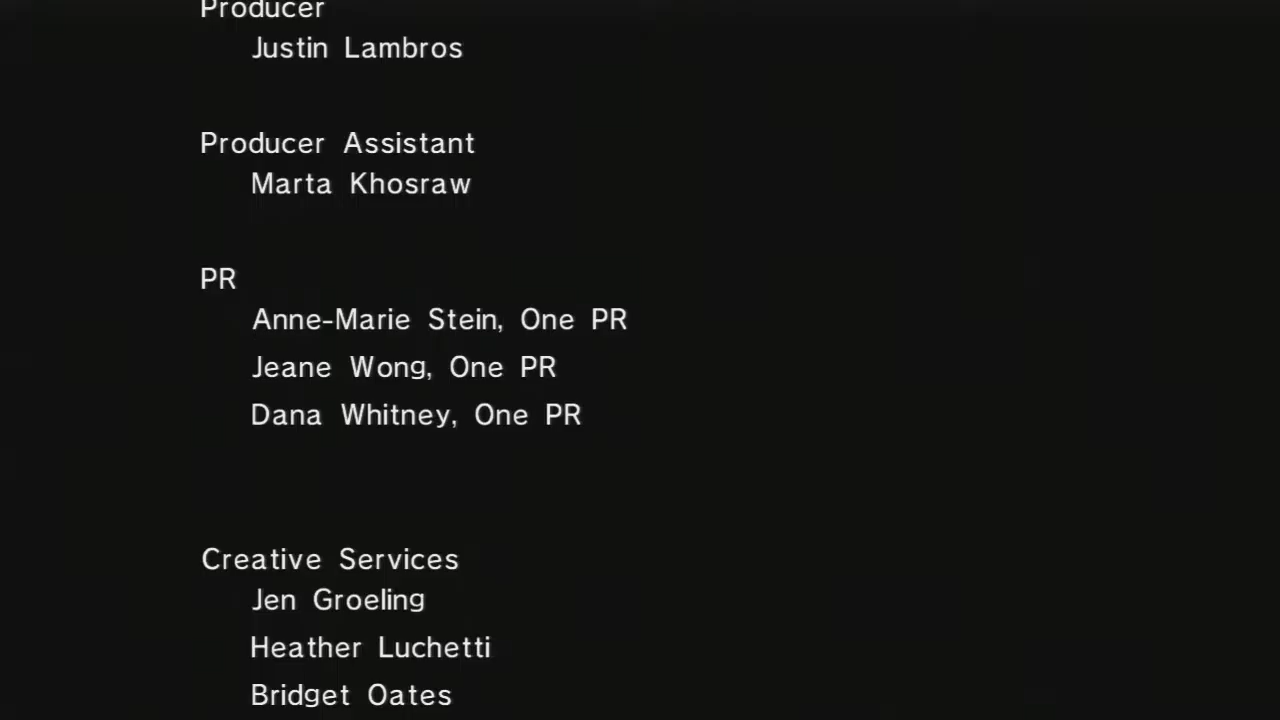 Producer
Justin Lambros
Producer Assistant
Marta Khosraw
PR
Anne-Marie Stein, One PR
Jeane Wong, One PR
Dana Whitney, One PR
Creative Services
Jen Groeling
Heather Luchetti
Bridget Oates